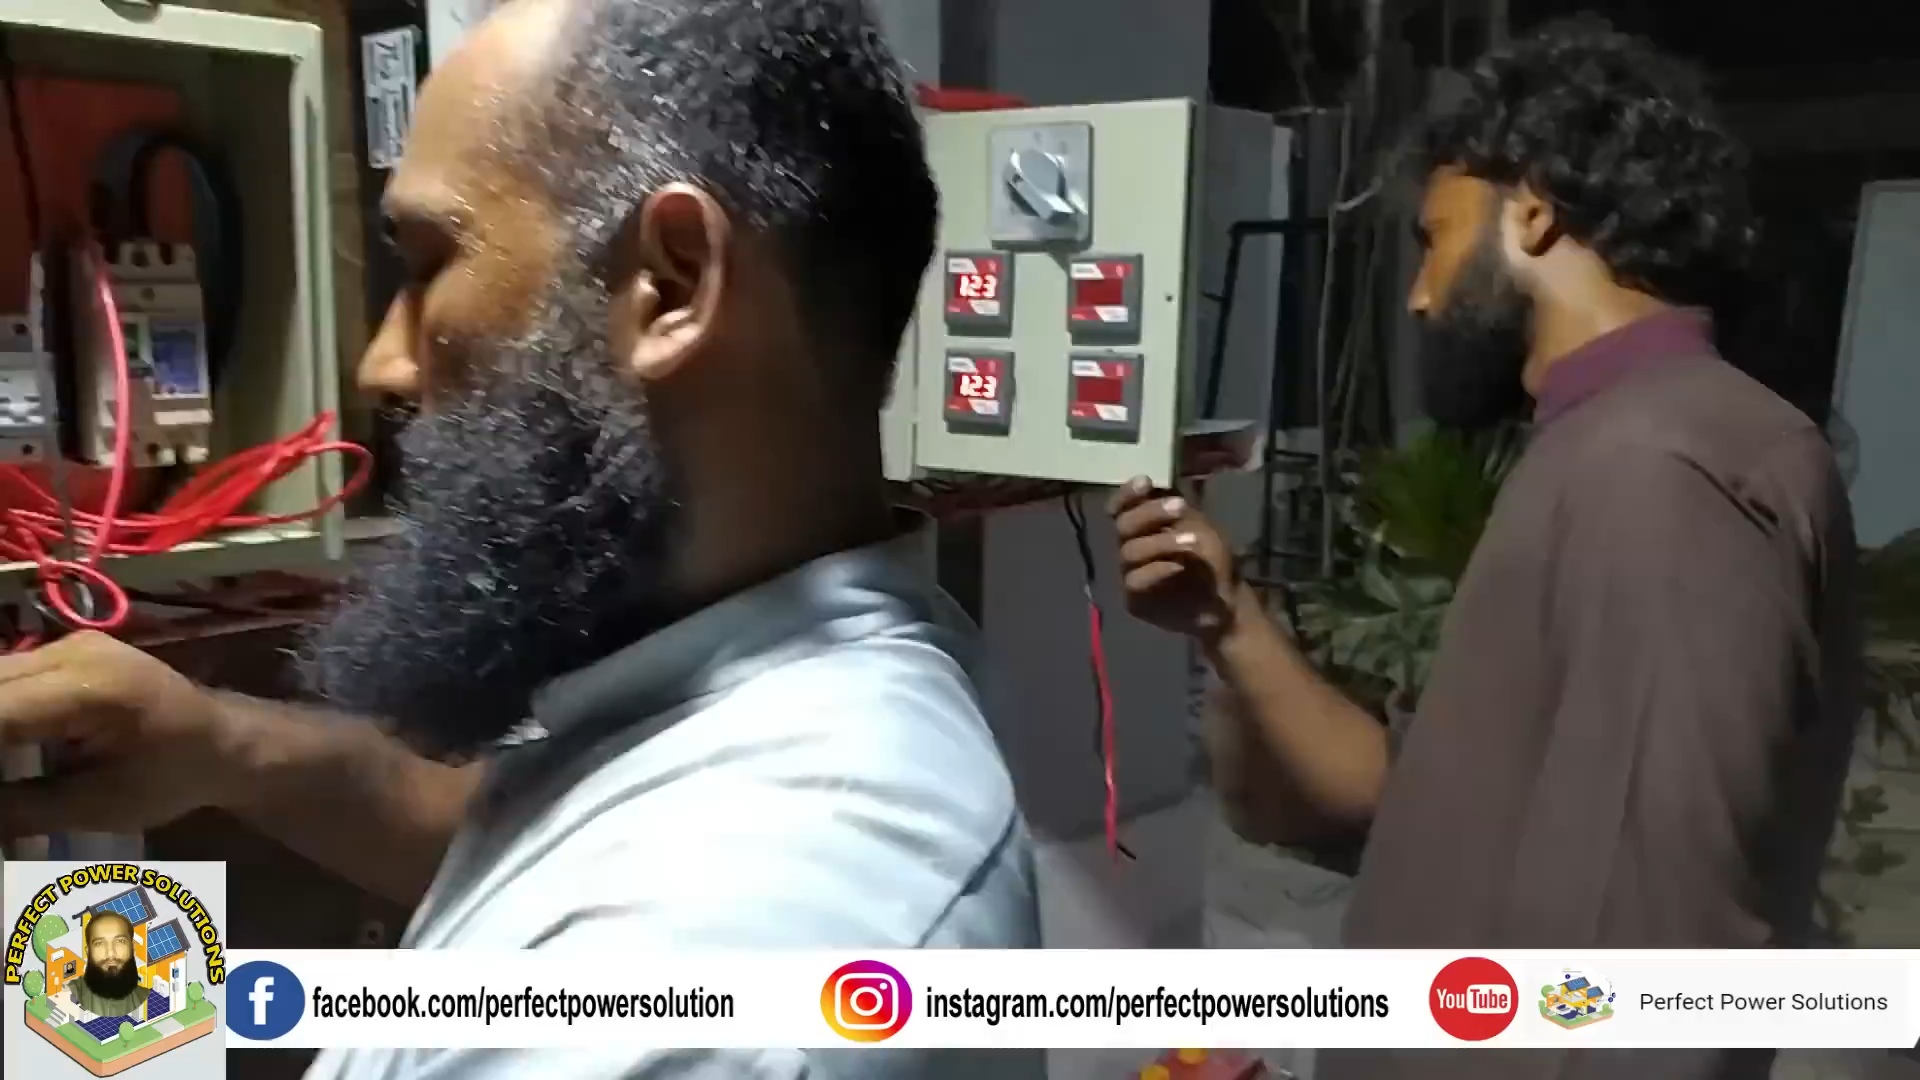 123
123
PERFECT POWER SOLUTIONS
facebook.com/perfectpowersolution
instagram.com/perfectpowersolutions
YouTube
Perfect Power Solutions